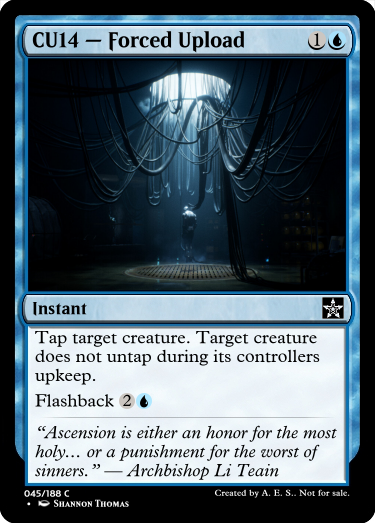 CU14 — Forced Upload 1
Instant
Tap target creature. Target creature
does not untap during its controllers
upkeep.
Flashback 2
“Ascension is either an honor for the most
holy... or a punishment for the worst of
sinners.” — Archbishop Li Teain
045/188 C
Created by A. E. S.. Not for sale.
• Shannon Thomas